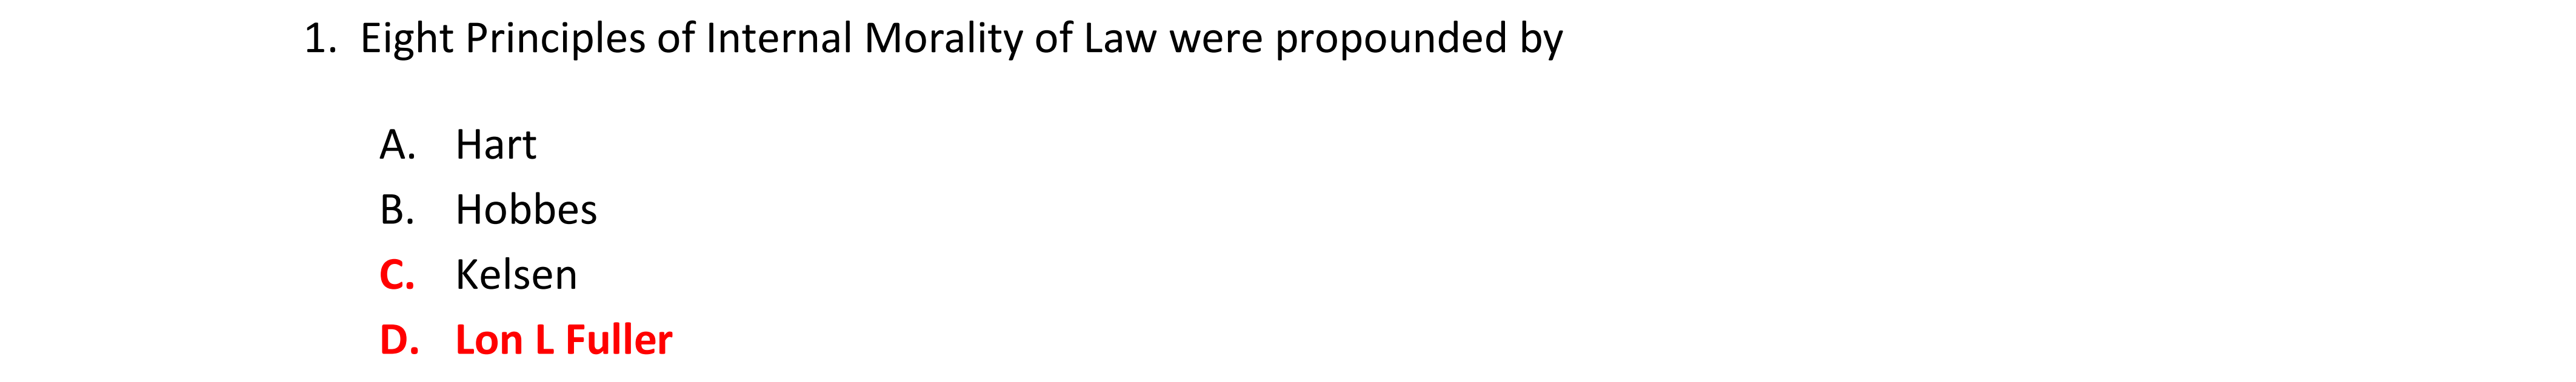 1. Eight Principles of Internal Morality of Law were propounded by
A. Hart
B. Hobbes
C. Kelsen
D. Lon L Fuller